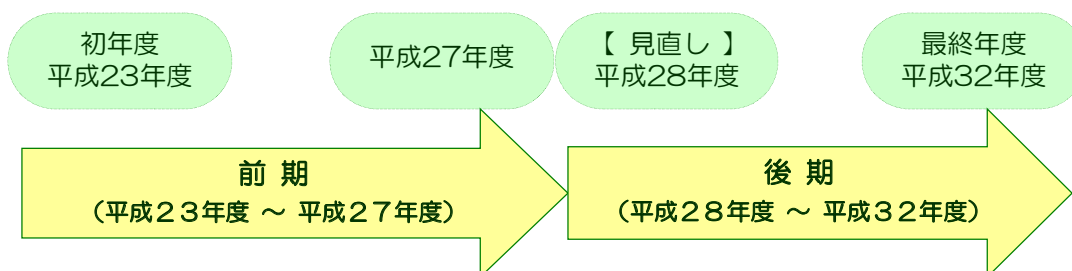 初年度
平成23年度
平成27年度
【 見直し 】
平成28年度
最終年度
平成32年度
前 期
（平成２３年度 ～ 平成２７年度）
後 期
（平成２８年度 ～ 平成３２年度）